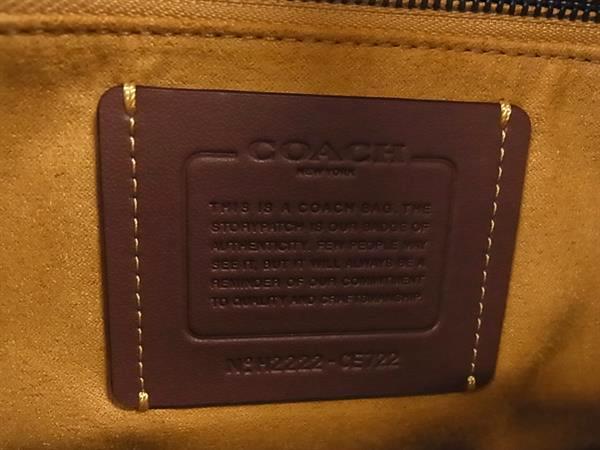 COACH
NEW YORK
THIS IS A COACH BAG. THE
STORYPATCH IS OUR BADGE OF
AUTHENTICITY. FEW PEOPLE MAY
SEE IT, BUT IT WILL ALWAYS BE A
REMINDER OF OUR COMMITMENT
TO QUALITY AND CRAFTSMANSHIP.
Nº H2222-CE722